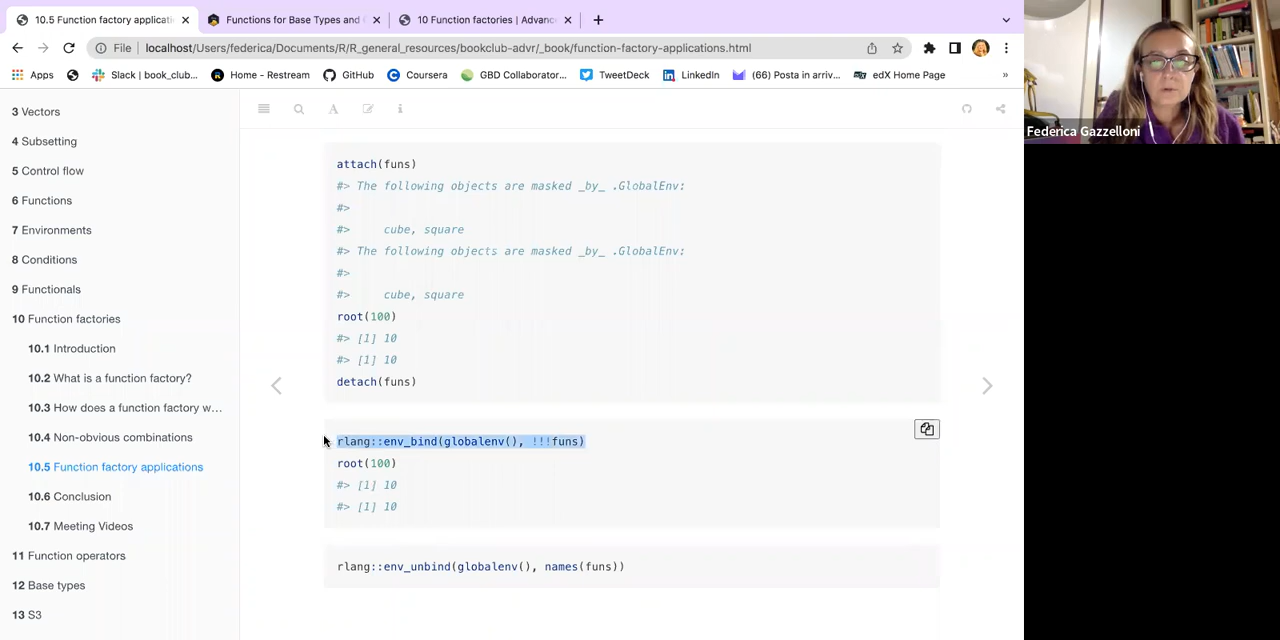 10.5 Function factory applicatio
Functions for Base Types and
10 Function factories | Advanc
File
localhost/Users/federica/Documents/R/R_general_resources/bookclub-advr/_book/function-factory-applications.html
Apps
Slack | book_club...
Home - Restream
GitHub
Coursera
GBD Collaborator...
TweetDeck
LinkedIn
(66) Posta in arriv...
edX Home Page
»
Federica Gazzelloni
3 Vectors
4 Subsetting
5 Control flow
6 Functions
7 Environments
8 Conditions
9 Functionals
10 Function factories
10.1 Introduction
10.2 What is a function factory?
10.3 How does a function factory w...
10.4 Non-obvious combinations
10.5 Function factory applications
10.6 Conclusion
10.7 Meeting Videos
11 Function operators
12 Base types
13 S3
attach(funs)
#> The following objects are masked _by_ .GlobalEnv:
#>
#>     cube, square
#> The following objects are masked _by_ .GlobalEnv:
#>
#>     cube, square
root(100)
#> [1] 10
#> [1] 10
detach(funs)
rlang::env_bind(globalenv(), !!!funs)
root(100)
#> [1] 10
#> [1] 10
rlang::env_unbind(globalenv(), names(funs))